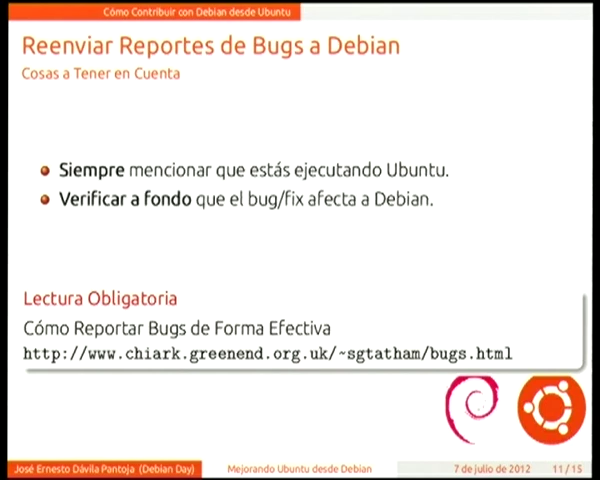 Cómo Contribuir con Debian desde Ubuntu
Reenviar Reportes de Bugs a Debian
Cosas a Tener en Cuenta
Siempre mencionar que estás ejecutando Ubuntu.
Verificar a fondo que el bug/fix afecta a Debian.
Lectura Obligatoria
Cómo Reportar Bugs de Forma Efectiva
http://www.chiark.greenend.org.uk/~sgtatham/bugs.html
José Ernesto Dávila Pantoja (Debian Day) Mejorando Ubuntu desde Debian 7 de julio de 2012 11 / 15